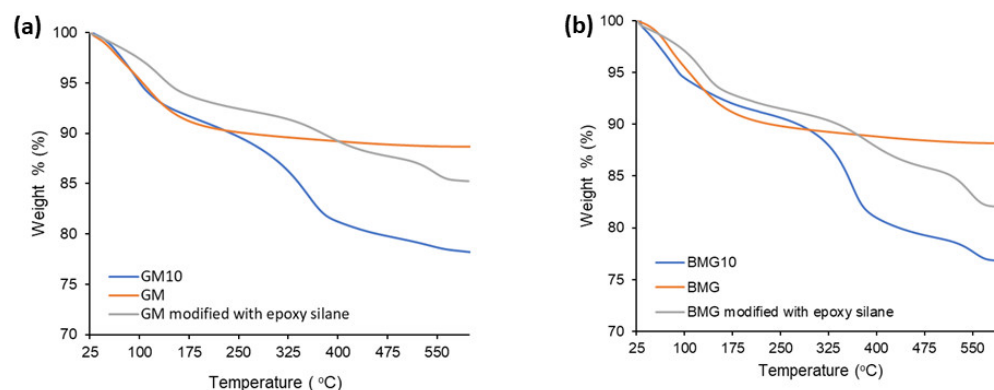 (a)
100
95
90
85
80
75
70
Weight % (%)
GM10
GM
GM modified with epoxy silane
25 100 175 250 325 400 475 550
Temperature ( °C)
(b)
100
95
90
85
80
75
70
Weight % (%)
BMG10
BMG
BMG modified with epoxy silane
25 100 175 250 325 400 475 550
Temperature (°C)